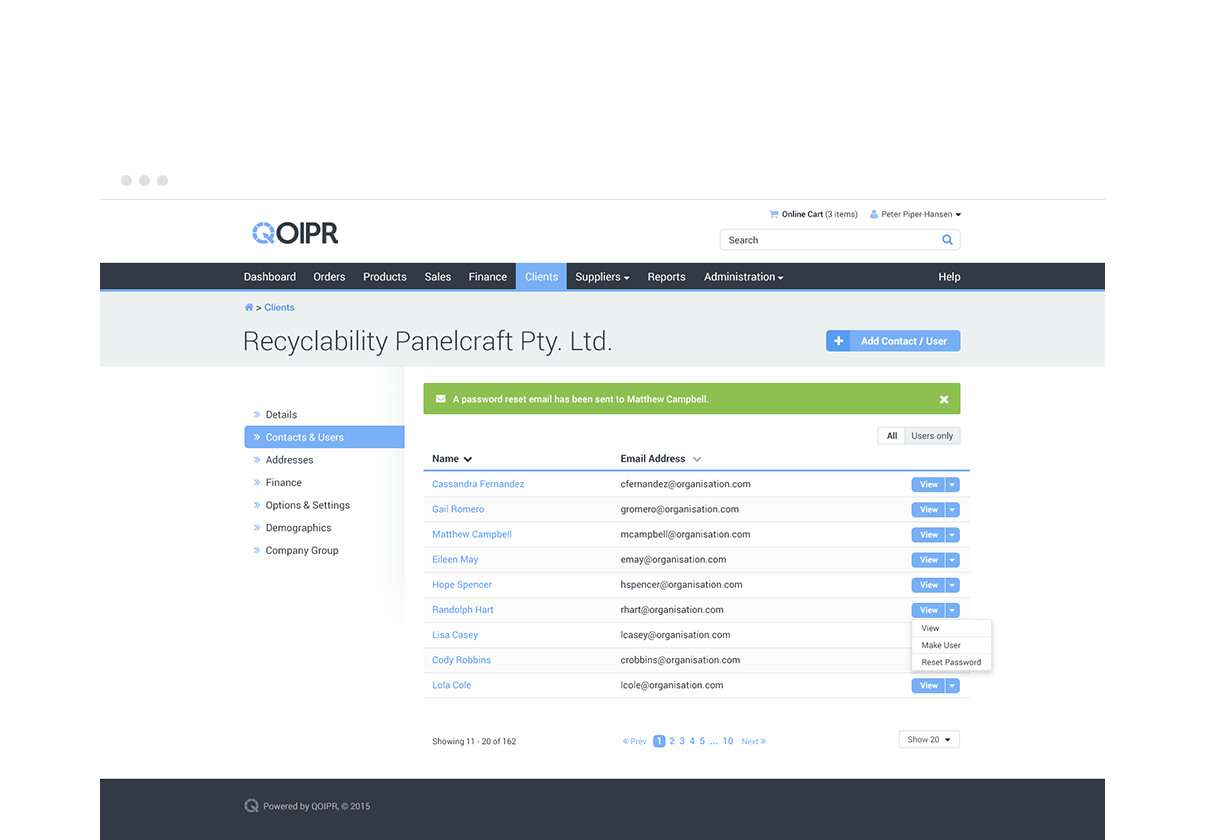 Online Cart (3 items) Peter Piper-Hansen
QOIPR
Search
Dashboard Orders Products Sales Finance Clients Suppliers Reports Administration Help
> Clients
Recyclability Panelcraft Pty. Ltd.
+ Add Contact / User
A password reset email has been sent to Matthew Campbell.
Details
Contacts & Users
Addresses
Finance
Options & Settings
Demographics
Company Group
All Users only
Name Email Address
Cassandra Fernandez cfernandez@organisation.com View
Gail Romero gromero@organisation.com View
Matthew Campbell mcampbell@organisation.com View
Eileen May emay@organisation.com View
Hope Spencer hspencer@organisation.com View
Randolph Hart rhart@organisation.com View
Lisa Casey lcasey@organisation.com
Cody Robbins crobbins@organisation.com
View
Make User
Reset Password
Lola Cole lcole@organisation.com View
Showing 11 - 20 of 162 « Prev 1 2 3 4 5 ... 10 Next » Show 20
Powered by QOIPR, © 2015